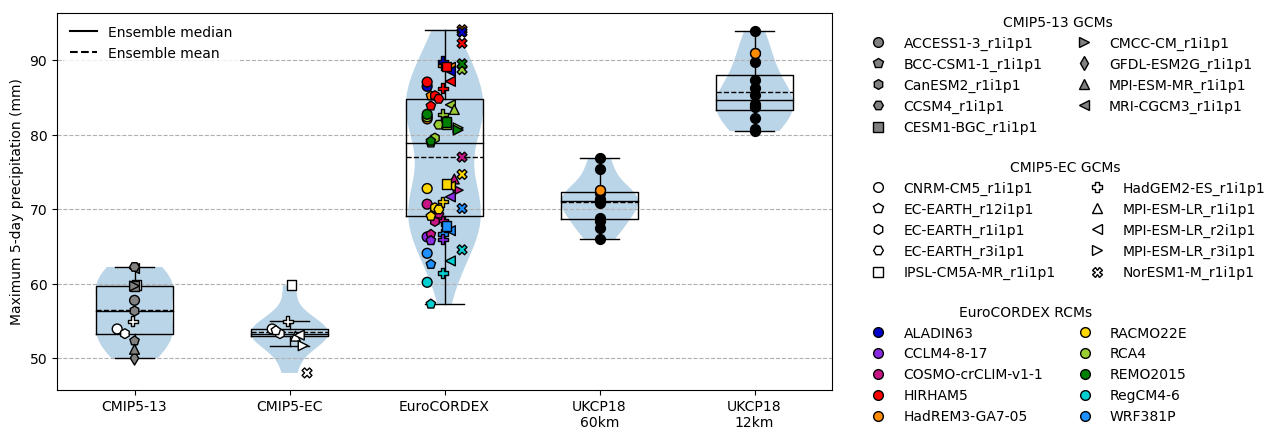 Ensemble median
Ensemble mean
Maximum 5-day precipitation (mm)
90
80
70
60
50
CMIP5-13
CMIP5-EC
EuroCORDEX
UKCP18
60km
UKCP18
12km
CMIP5-13 GCMs
ACCESS1-3_r1i1p1
BCC-CSM1-1_r1i1p1
CanESM2_r1i1p1
CCSM4_r1i1p1
CESM1-BGC_r1i1p1
CMCC-CM_r1i1p1
GFDL-ESM2G_r1i1p1
MPI-ESM-MR_r1i1p1
MRI-CGCM3_r1i1p1
CMIP5-EC GCMs
CNRM-CM5_r1i1p1
EC-EARTH_r12i1p1
EC-EARTH_r1i1p1
EC-EARTH_r3i1p1
IPSL-CM5A-MR_r1i1p1
HadGEM2-ES_r1i1p1
MPI-ESM-LR_r1i1p1
MPI-ESM-LR_r2i1p1
MPI-ESM-LR_r3i1p1
NorESM1-M_r1i1p1
EuroCORDEX RCMs
ALADIN63
CCLM4-8-17
COSMO-crCLIM-v1-1
HIRHAM5
HadREM3-GA7-05
RACMO22E
RCA4
REMO2015
RegCM4-6
WRF381P